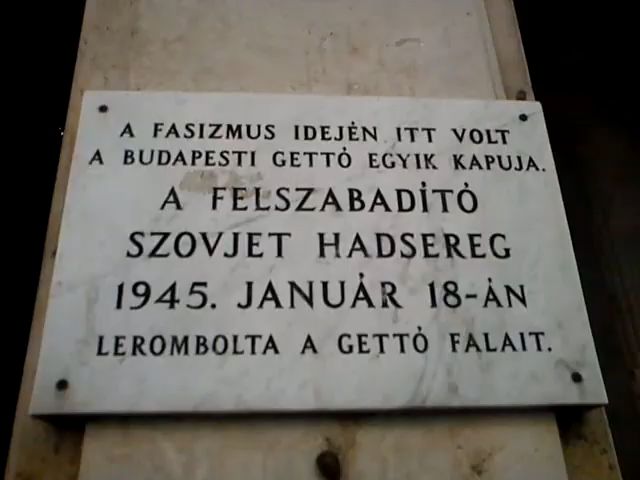 A FASIZMUS IDEJÉN ITT VOLT
A BUDAPESTI GETTÓ EGYIK KAPUJA.
A FELSZABADÍTÓ
SZOVJET HADSEREG
1945. JANUÁR 18-ÁN
LEROMBOLTA A GETTÓ FALAIT.